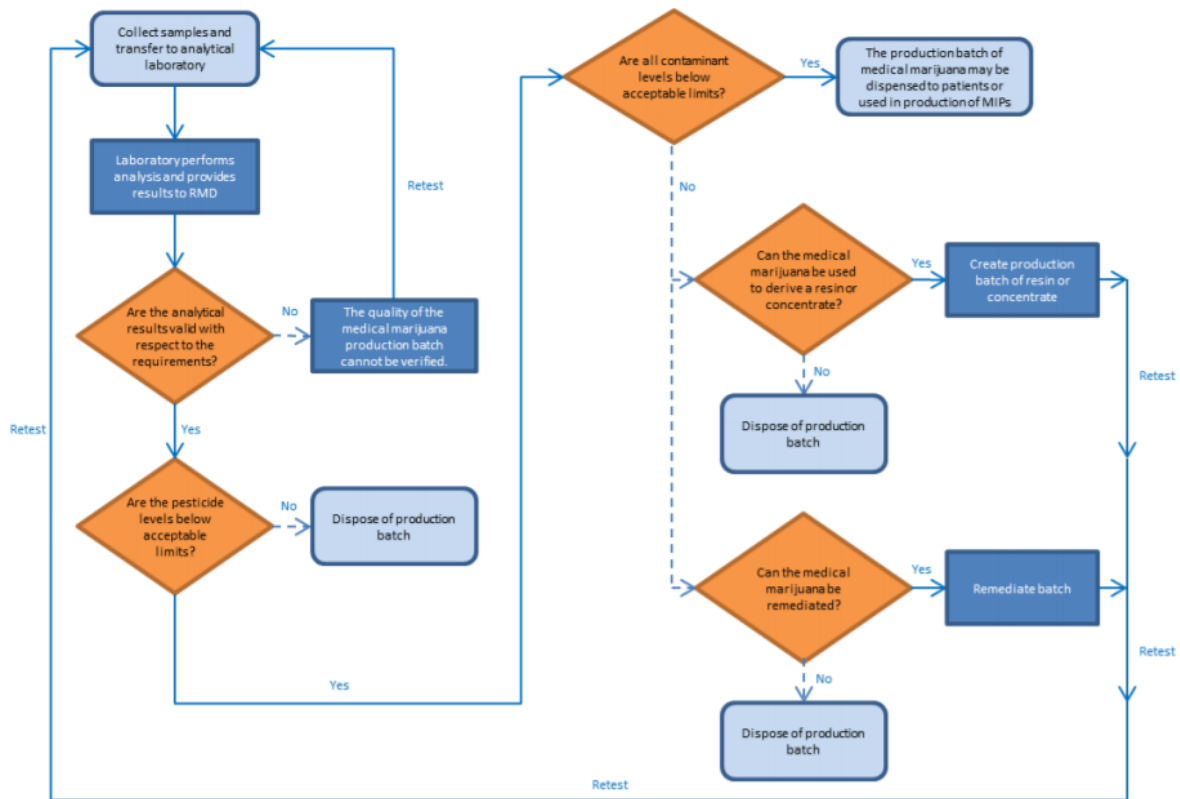 Collect samples and
transfer to analytical
laboratory
Laboratory performs
analysis and provides
results to RMD
Retest
Are the analytical
results valid with
respect to the
requirements?
No
The quality of the
medical marijuana
production batch
cannot be verified.
Yes
Retest
Are the pesticide
levels below
acceptable
limits?
No
Dispose of production
batch
Yes
Are all contaminant
levels below
acceptable limits?
Yes
The production batch of
medical marijuana may be
dispensed to patients or
used in production of MIPs
No
Can the medical
marijuana be used
to derive a resin or
concentrate?
Yes
Create production
batch of resin or
concentrate
Retest
No
Dispose of production
batch
Can the medical
marijuana be
remediated?
Yes
Remediate batch
Retest
No
Dispose of production
batch
Retest